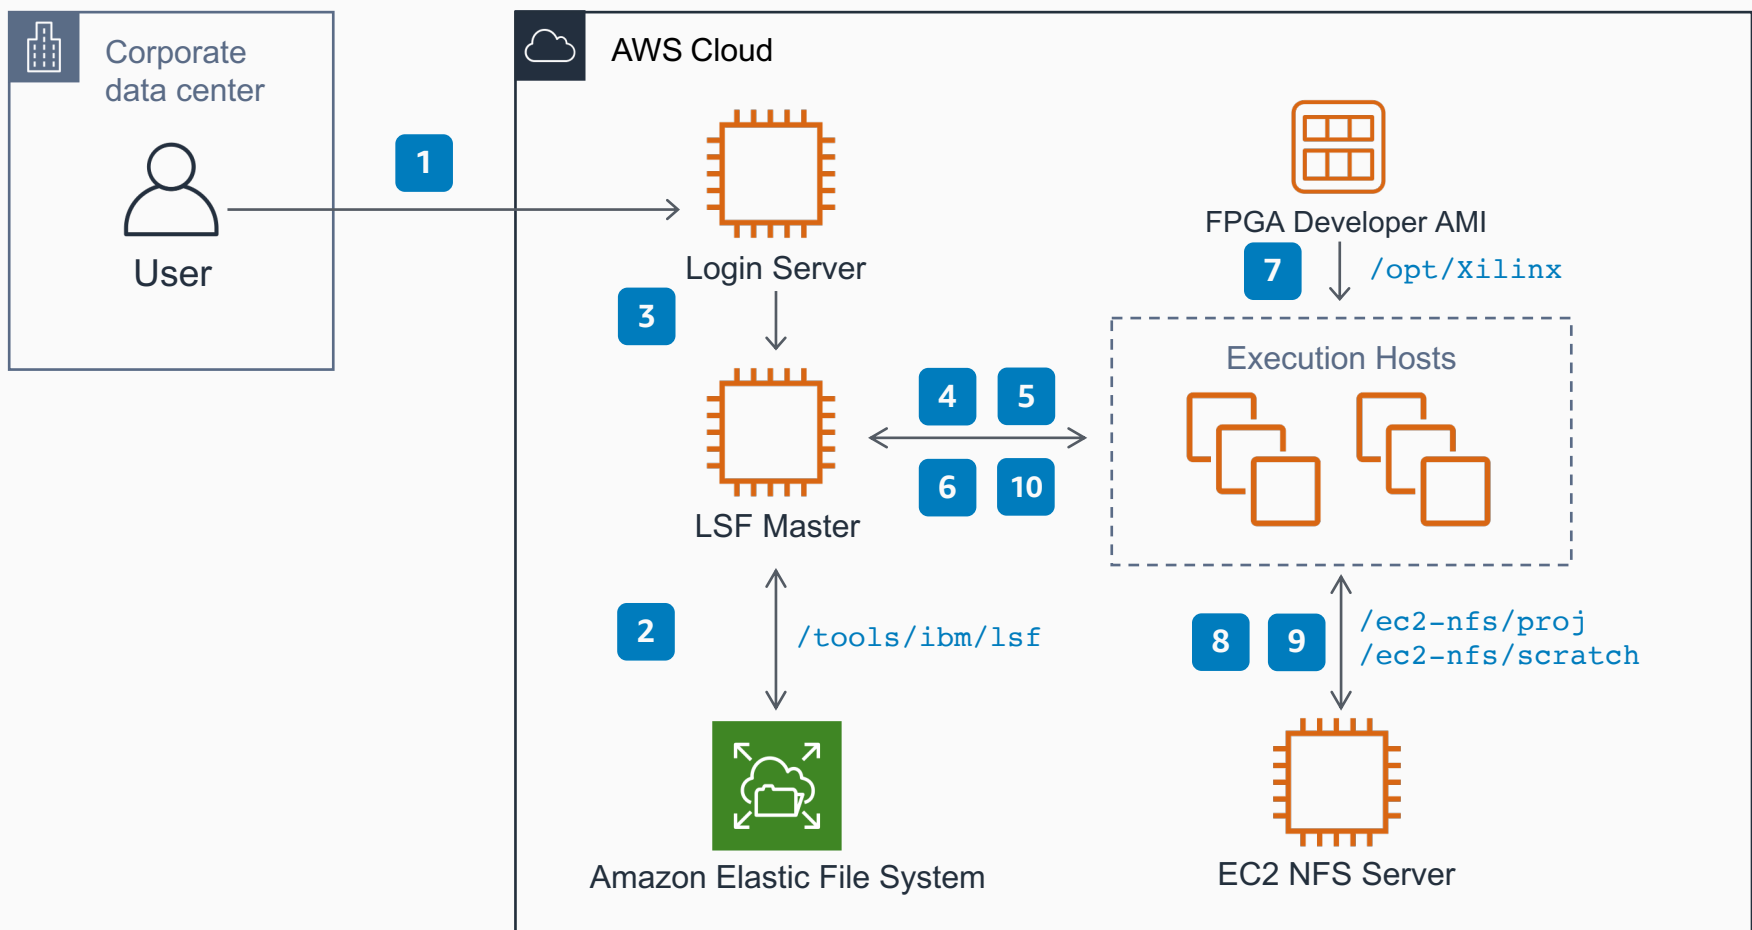 Corporate
data center
User
1
AWS Cloud
Login Server
3
LSF Master
2
/tools/ibm/lsf
Amazon Elastic File System
4
5
6
10
FPGA Developer AMI
7
/opt/Xilinx
Execution Hosts
8
9
/ec2-nfs/proj
/ec2-nfs/scratch
EC2 NFS Server